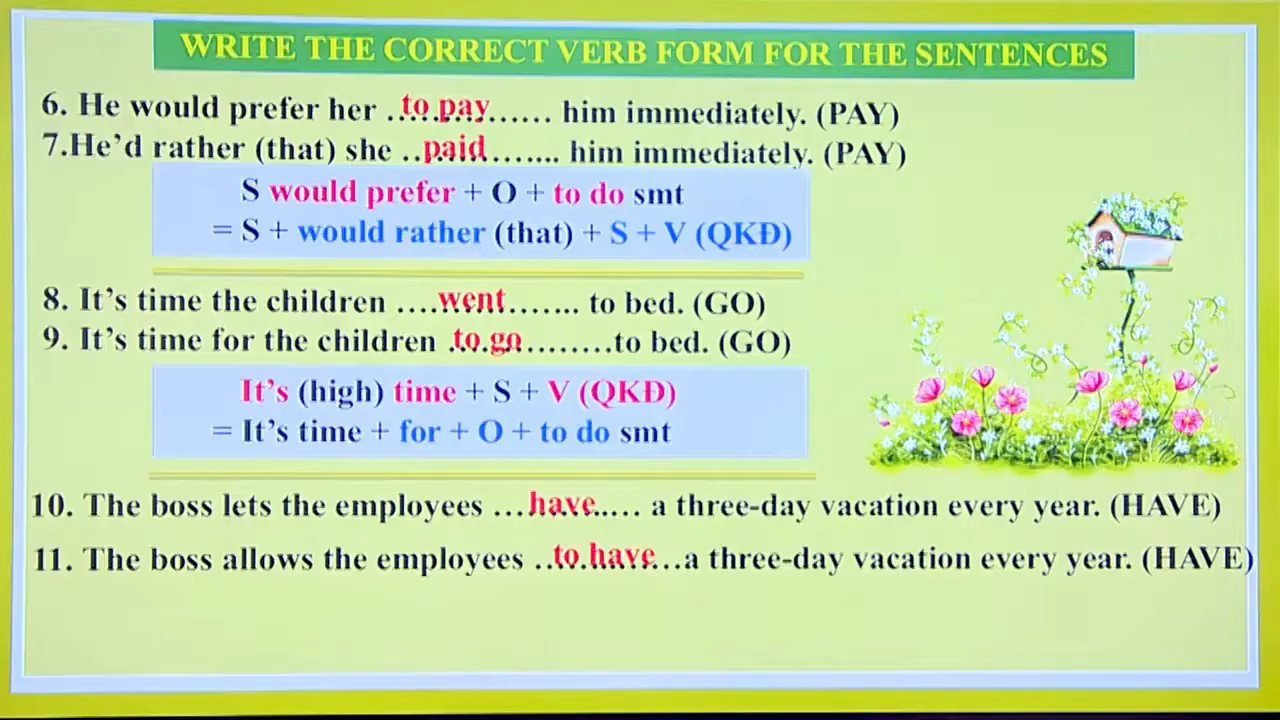 WRITE THE CORRECT VERB FORM FOR THE SENTENCES
6. He would prefer her ...to pay...... him immediately. (PAY)
7.He’d rather (that) she ..paid....... him immediately. (PAY)
S would prefer + O + to do smt
= S + would rather (that) + S + V (QKĐ)
8. It’s time the children ....went....... to bed. (GO)
9. It’s time for the children ..to go.........to bed. (GO)
It’s (high) time + S + V (QKĐ)
= It’s time + for + O + to do smt
10. The boss lets the employees ...have..... a three-day vacation every year. (HAVE)
11. The boss allows the employees ..to have...a three-day vacation every year. (HAVE)